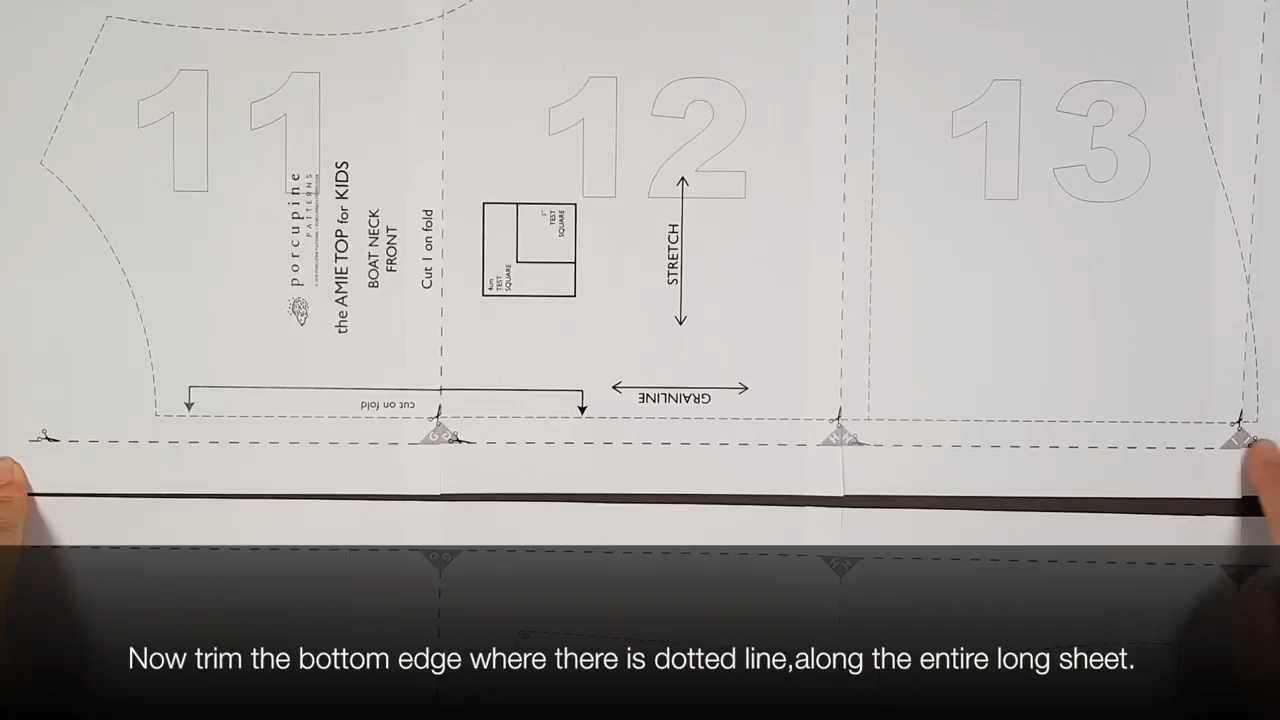 11
12
13
porcupine
PATTERNS
the AMIE TOP for KIDS
BOAT NECK
FRONT
Cut 1 on fold
4cm
TEST
SQUARE
1"
TEST
SQUARE
STRETCH
GRAINLINE
cut on fold
G G
H H
I
G G
H H
Now trim the bottom edge where there is dotted line,along the entire long sheet.